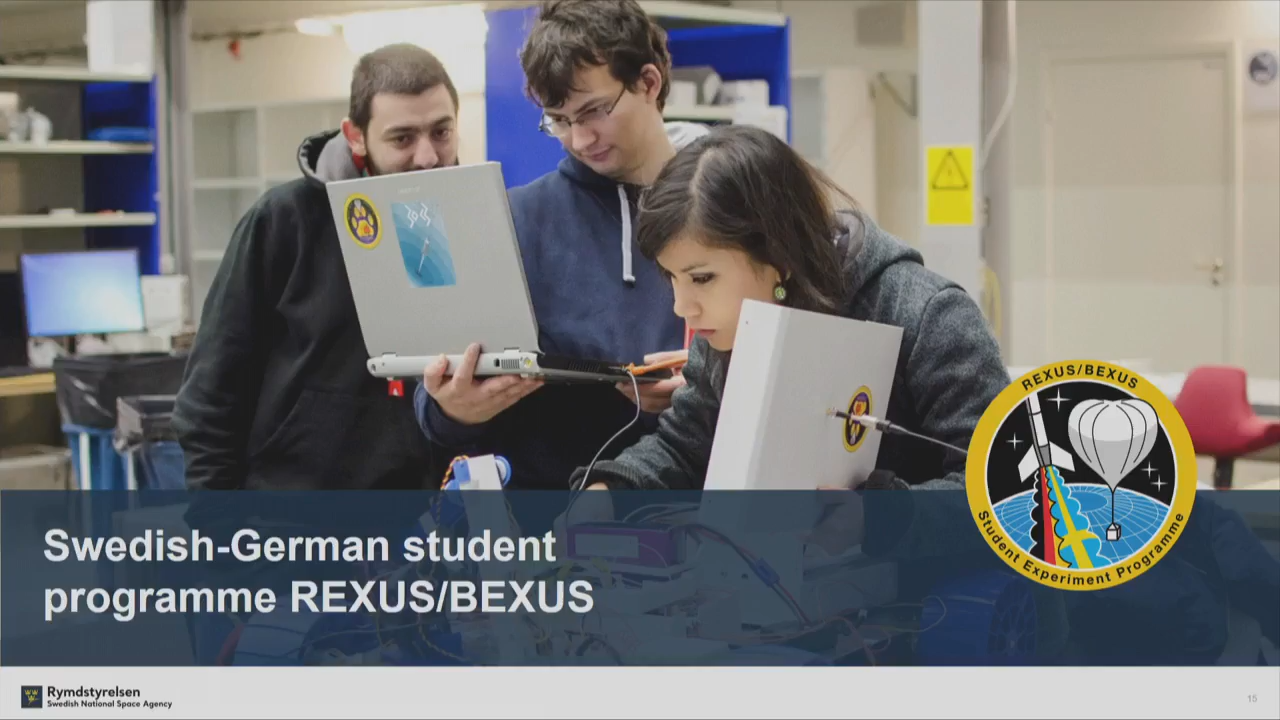 REXUS/BEXUS
Student Experiment Programme
Swedish-German student
programme REXUS/BEXUS
Rymdstyrelsen
Swedish National Space Agency
15